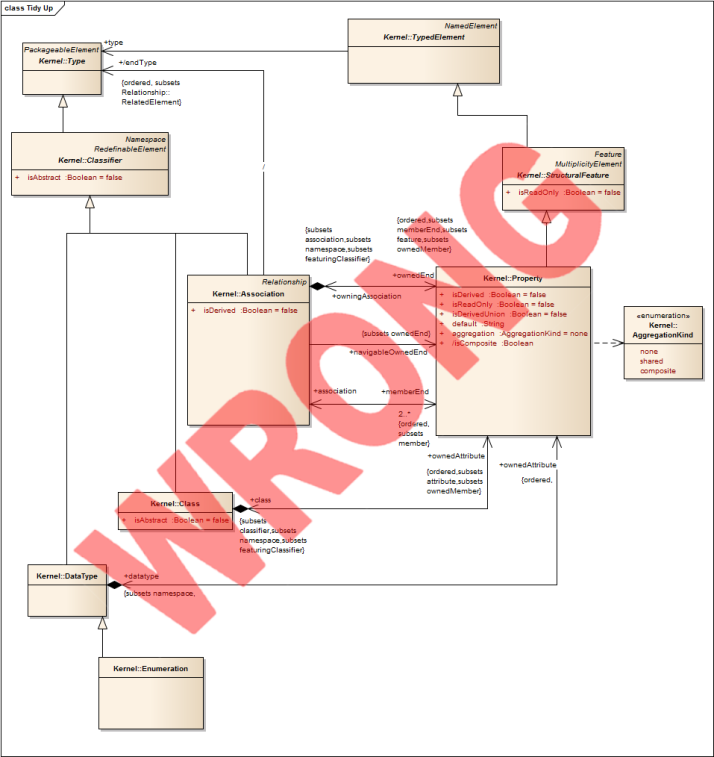 class Tidy Up
NamedElement
Kernel::TypedElement
+type
PackageableElement
Kernel::Type
+/endType
{ordered, subsets
Relationship::
RelatedElement}
Namespace
RedefinableElement
Kernel::Classifier
+ isAbstract :Boolean = false
/
Feature
MultiplicityElement
Kernel::StructuralFeature
+ isReadOnly :Boolean = false
{subsets
association,subsets
namespace,subsets
featuringClassifier}
{ordered,subsets
memberEnd,subsets
feature,subsets
ownedMember}
Relationship
Kernel::Association
+ isDerived :Boolean = false
+ownedEnd
+owningAssociation
Kernel::Property
+ isDerived :Boolean = false
+ isReadOnly :Boolean = false
+ isDerivedUnion :Boolean = false
+ default :String
+ aggregation :AggregationKind = none
+ /isComposite :Boolean
«enumeration»
Kernel::
AggregationKind
none
shared
composite
{subsets ownedEnd}
+navigableOwnedEnd
+association
+memberEnd
2..*
{ordered,
subsets
member}
+ownedAttribute
{ordered,subsets
attribute,subsets
ownedMember}
+ownedAttribute
{ordered,
Kernel::Class
+ isAbstract :Boolean = false
+class
{subsets
classifier,subsets
namespace,subsets
featuringClassifier}
Kernel::DataType
+datatype
{subsets namespace,
Kernel::Enumeration
WRONG